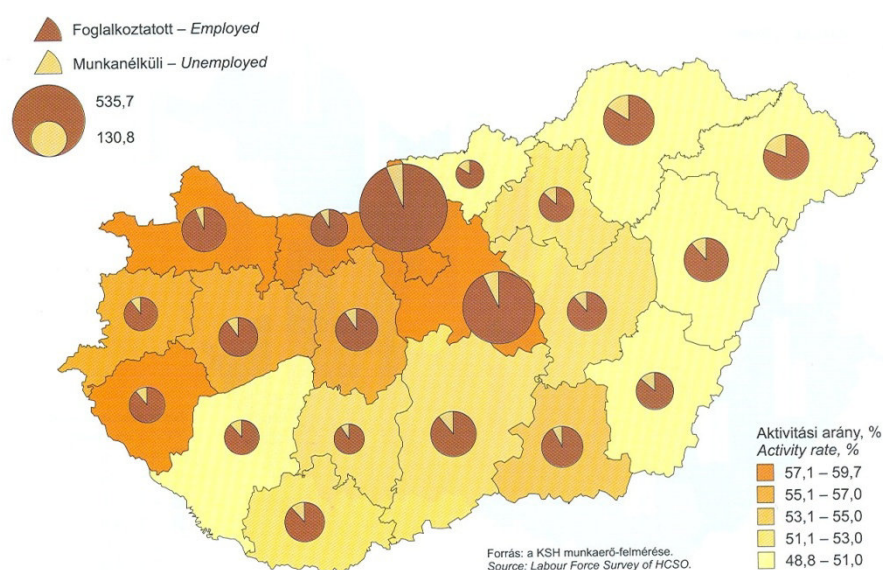 Foglalkoztatott – Employed
Munkanélküli – Unemployed
535,7
130,8
Aktivitási arány, %
Activity rate, %
57,1 – 59,7
55,1 – 57,0
53,1 – 55,0
51,1 – 53,0
48,8 – 51,0
Forrás: a KSH munkaerő-felmérése.
Source: Labour Force Survey of HCSO.